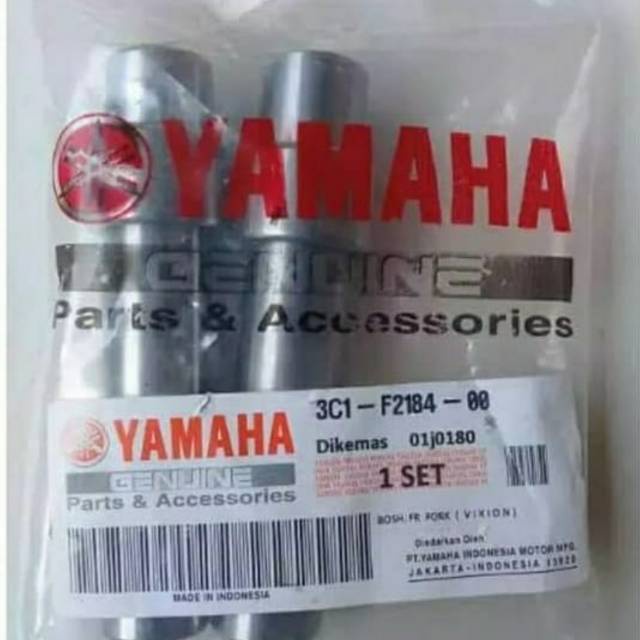 YAMAHA
GENUINE
Parts & Accessories
YAMAHA
GENUINE
Parts & Accessories
MADE IN INDONESIA
3C1-F2184-00
Dikemas 01j0180
1 SET
BOSH, FR. FORK ( VIXION)
Diedarkan Oleh:
PT.YAMAHA INDONESIA MOTOR MFG.
JAKARTA-INDONESIA 13920